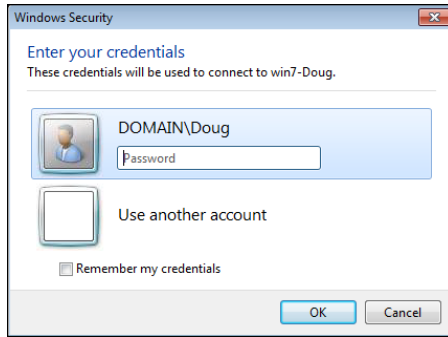 Windows Security
Enter your credentials
These credentials will be used to connect to win7-Doug.
DOMAIN\Doug
Password
Use another account
Remember my credentials
OK Cancel